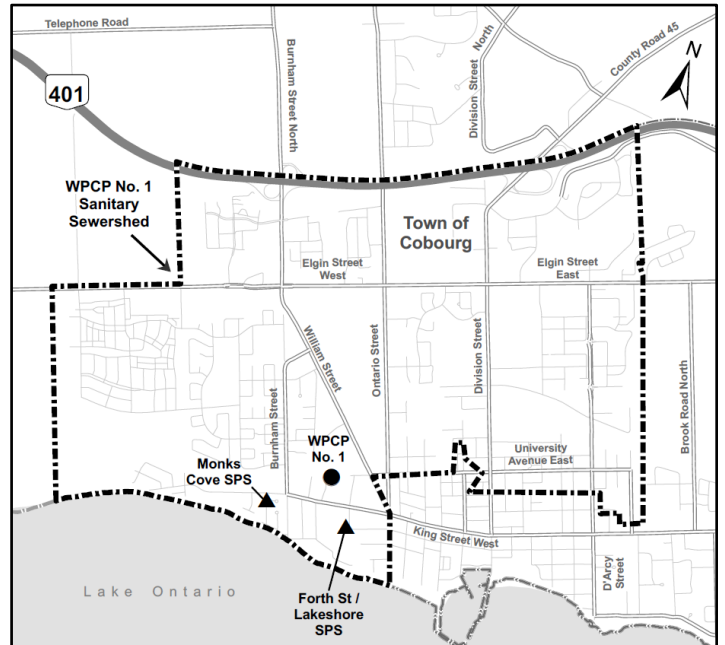 Telephone Road
Burnham Street North
Division Street
North
County Road 45
N
401
WPCP No. 1
Sanitary
Sewershed
Town of
Cobourg
Elgin Street
West
Elgin Street
East
William Street
Ontario Street
Division Street
Brook Road North
Burnham Street
WPCP
No. 1
University
Avenue East
Monks
Cove SPS
King Street West
D'Arcy
Street
Lake Ontario
Forth St /
Lakeshore
SPS